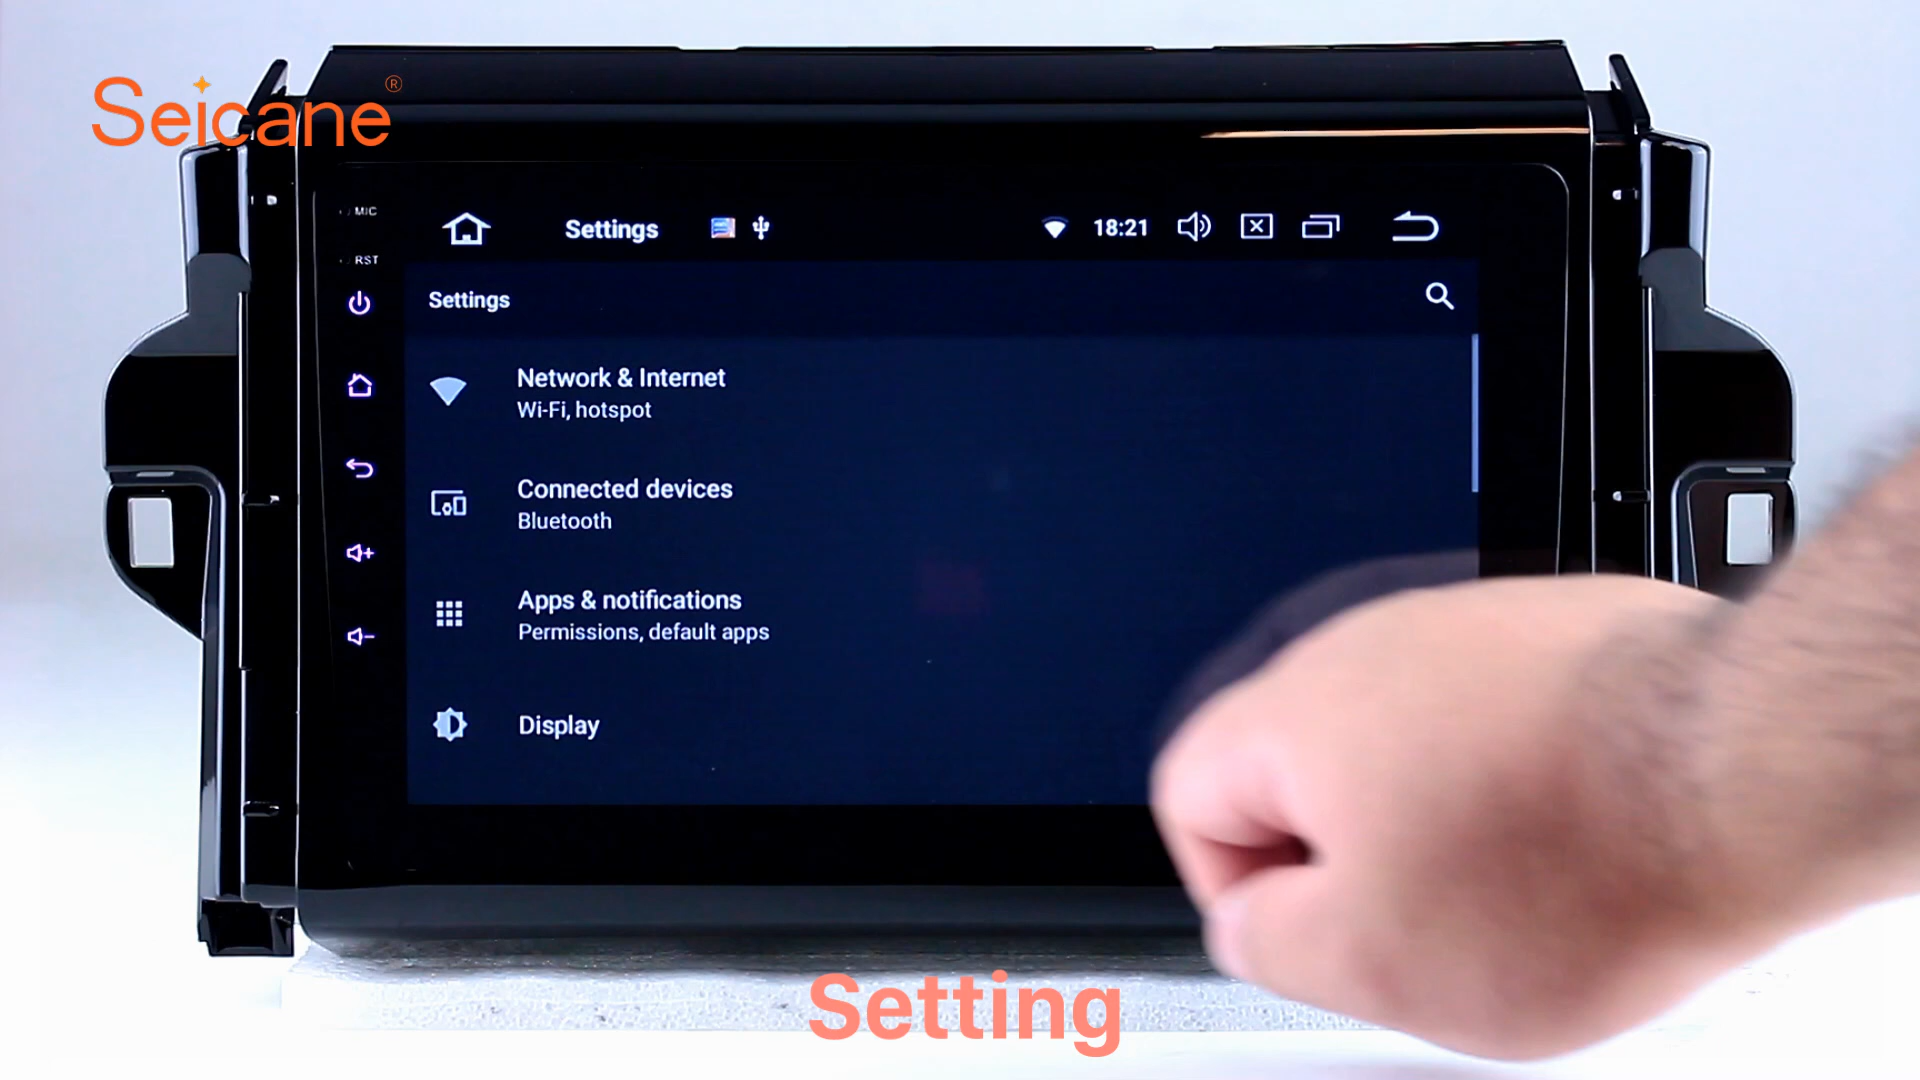 Seicane®
MIC
RST
Settings
18:21
Settings
Network & Internet
Wi-Fi, hotspot
Connected devices
Bluetooth
Apps & notifications
Permissions, default apps
Display
Setting